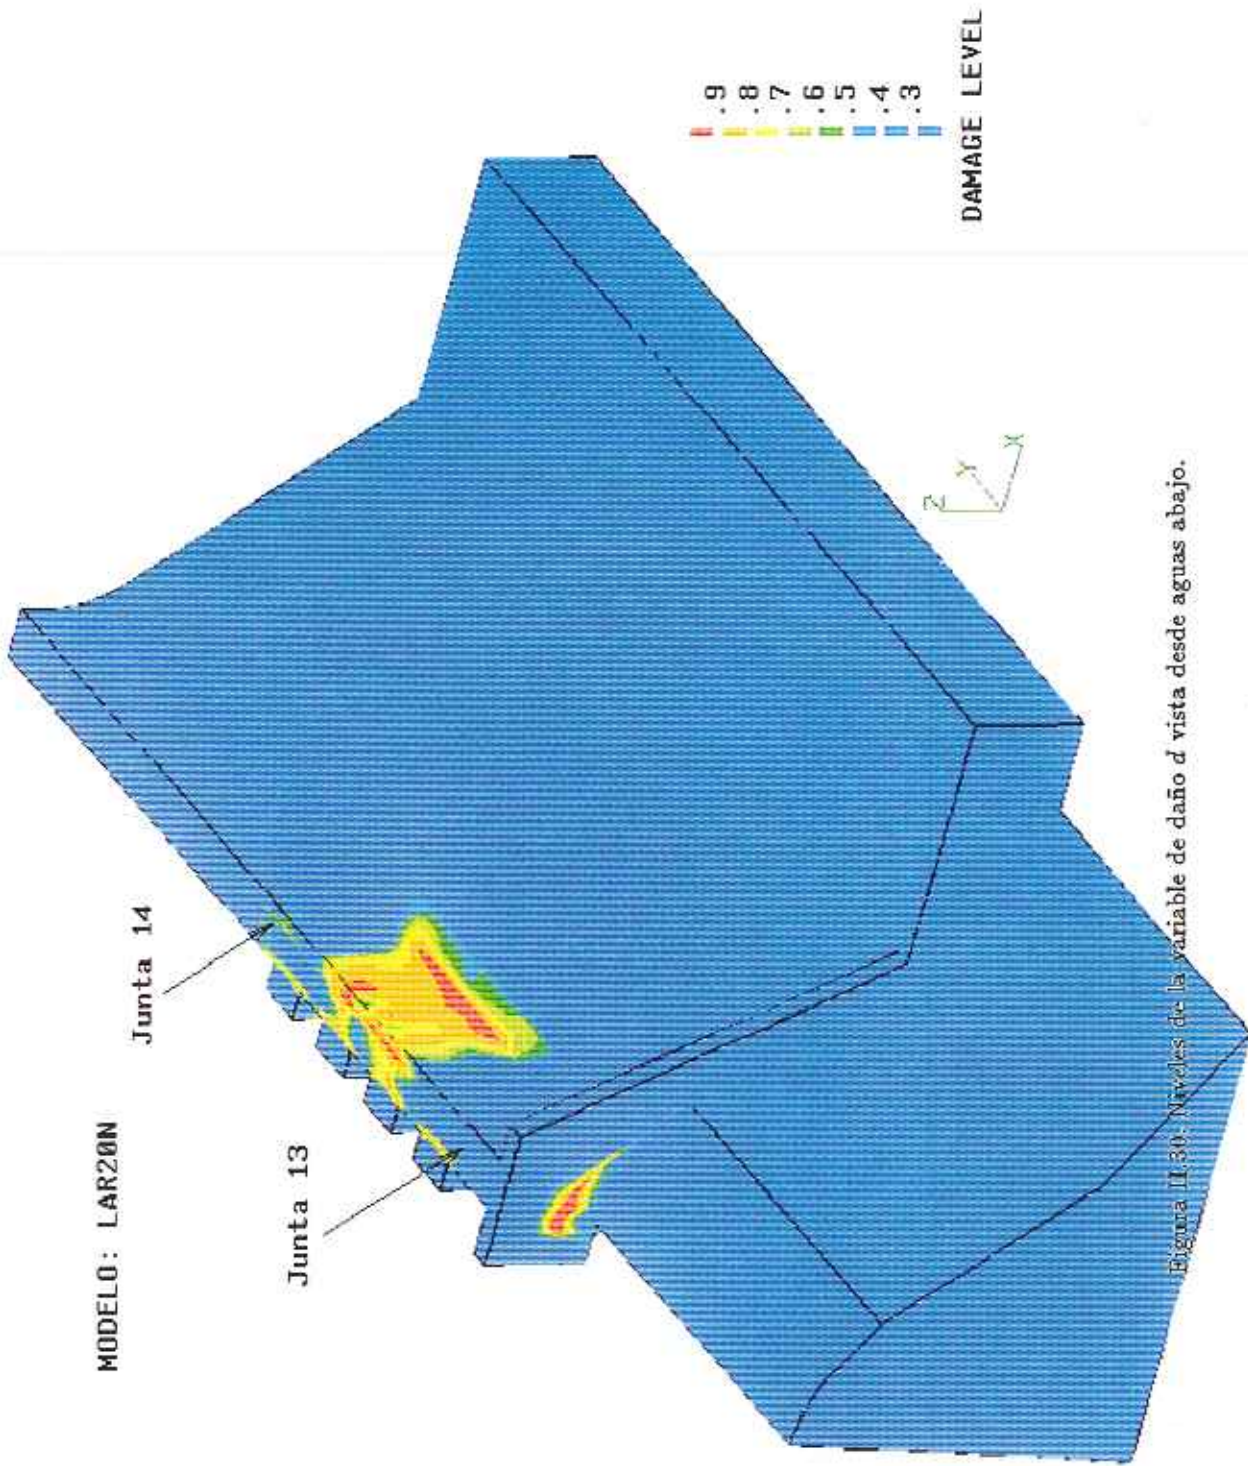 MODELO: LAR20N
Junta 14
Junta 13
.9
.8
.7
.6
.5
.4
.3
DAMAGE LEVEL
Z
Y
X
Figura II.30: Niveles de la variable de daño d vista desde aguas abajo.